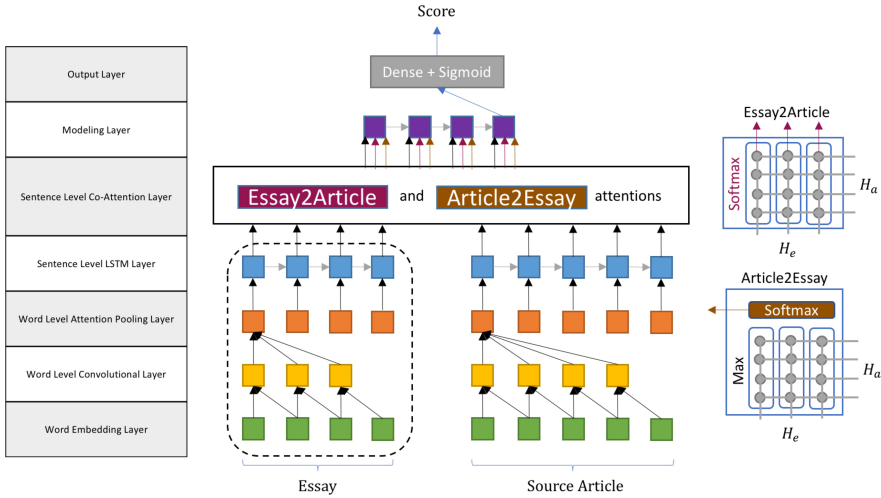 Score
Output Layer
Dense + Sigmoid
Modeling Layer
Sentence Level Co-Attention Layer
Essay2Article and Article2Essay attentions
Sentence Level LSTM Layer
Word Level Attention Pooling Layer
Word Level Convolutional Layer
Word Embedding Layer
Essay
Source Article
Essay2Article
Softmax
H_a
H_e
Article2Essay
Softmax
Max
H_a
H_e